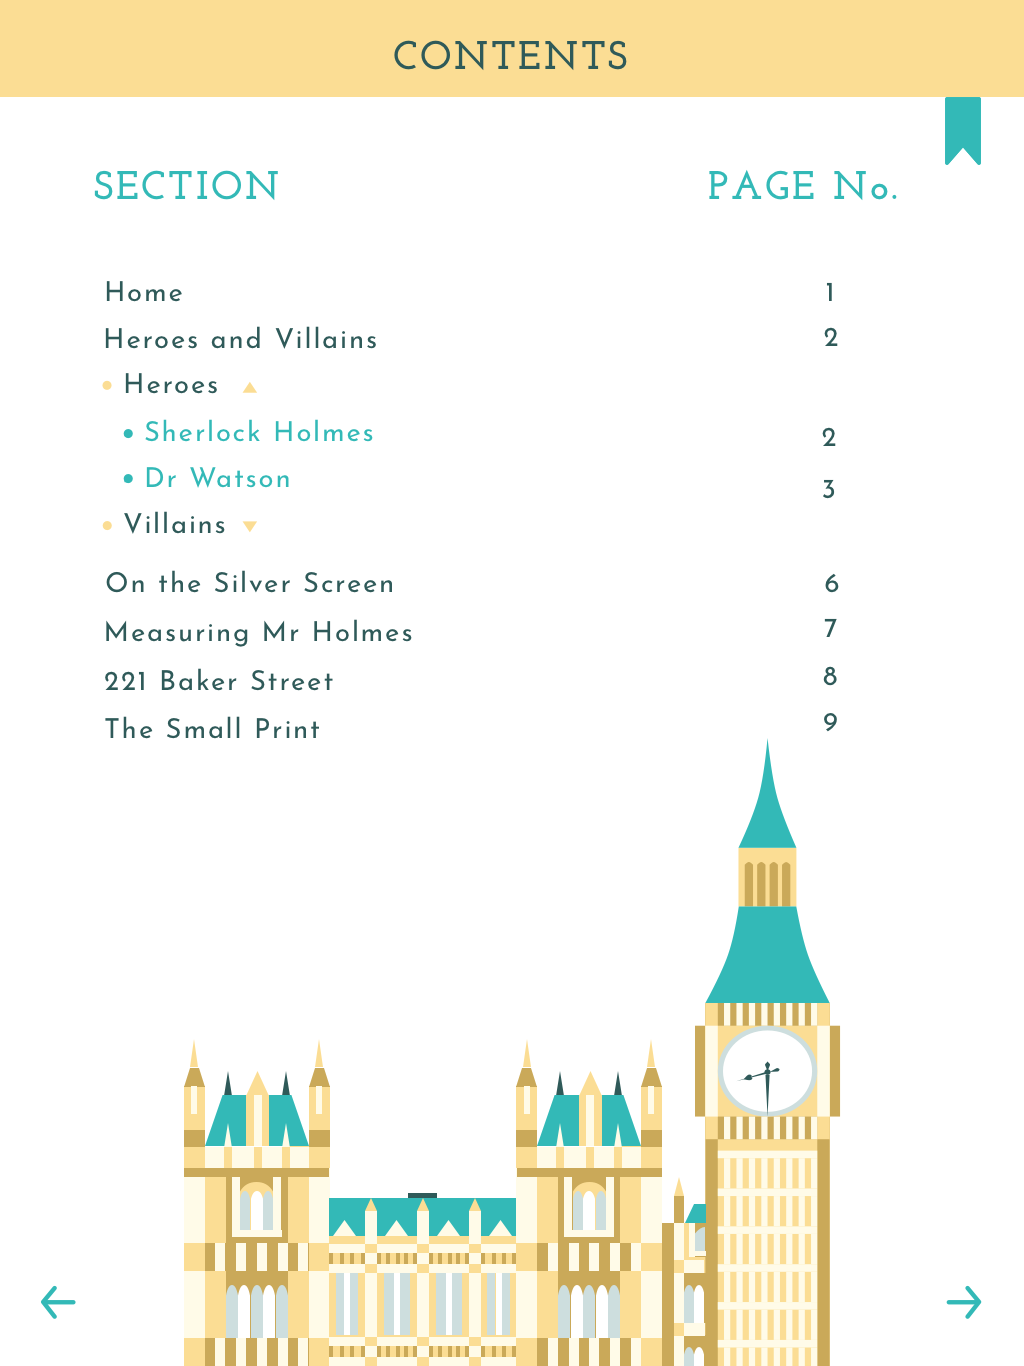 CONTENTS
SECTION PAGE No.
Home 1
Heroes and Villains 2
Heroes
Sherlock Holmes 2
Dr Watson 3
Villains
On the Silver Screen 6
Measuring Mr Holmes 7
221 Baker Street 8
The Small Print 9